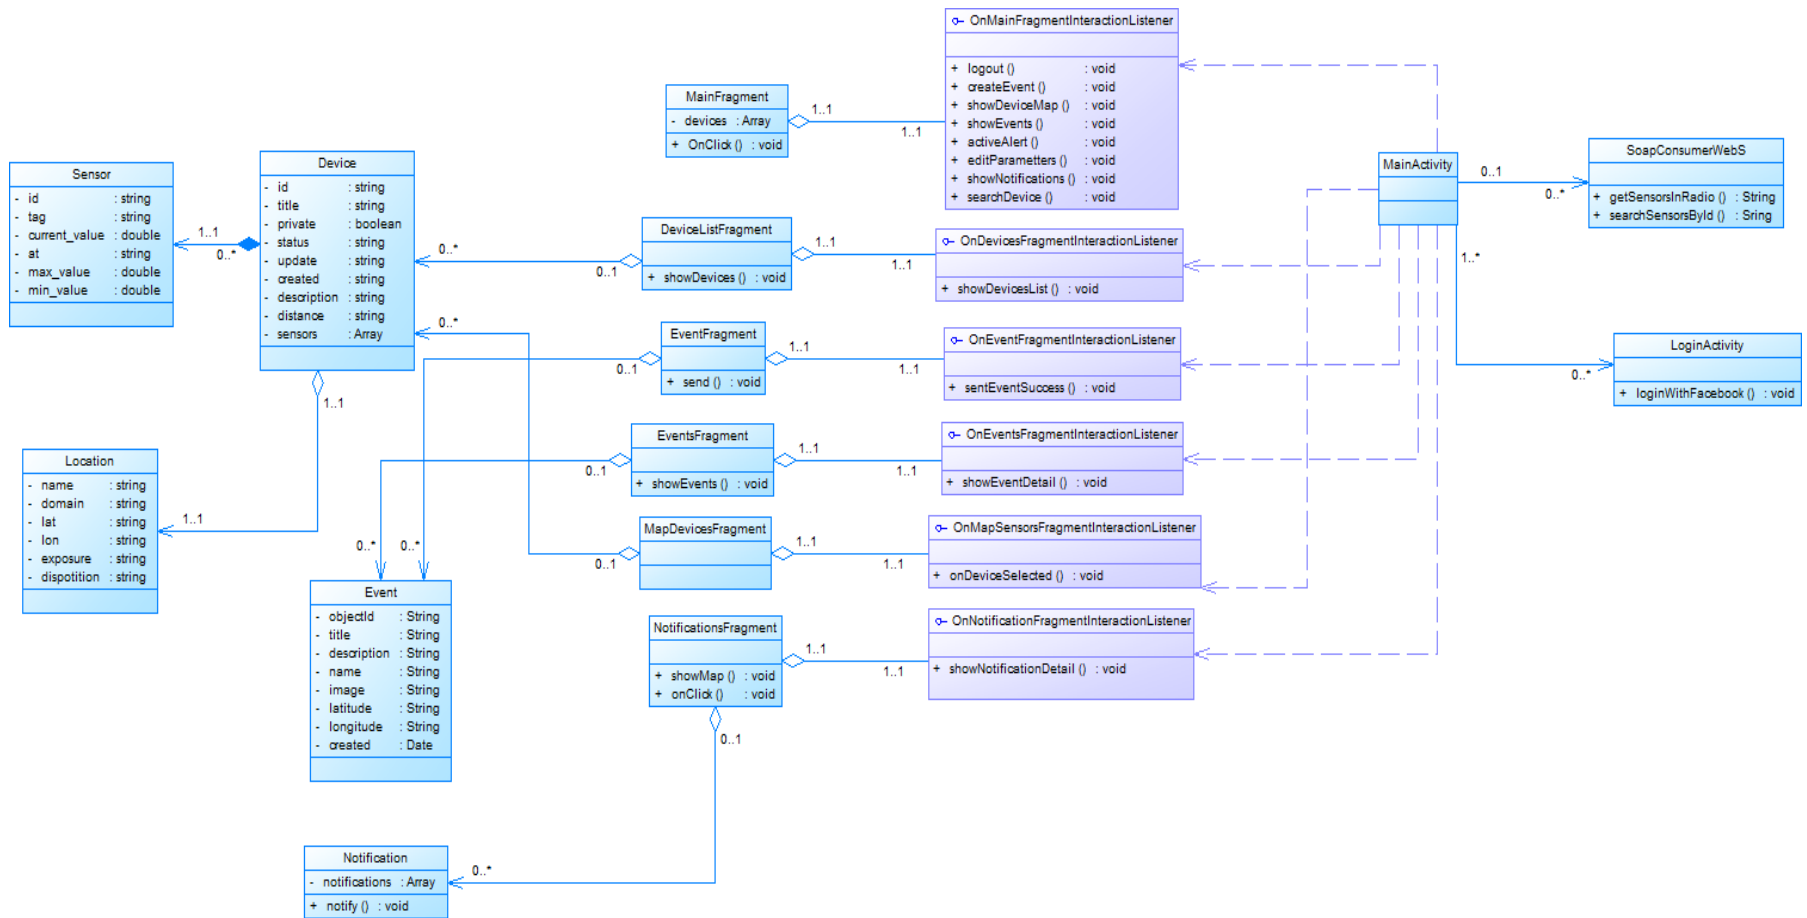 OnMainFragmentInteractionListener
+ logout () : void
+ createEvent () : void
+ showDeviceMap () : void
+ showEvents () : void
+ activeAlert () : void
+ editParametters () : void
+ showNotifications () : void
+ searchDevice () : void
MainFragment
- devices : Array
+ OnClick () : void
1..1
1..1
MainActivity
SoapConsumerWebS
+ getSensorsInRadio () : String
+ searchSensorsById () : Sring
0..1
0..*
Sensor
- id : string
- tag : string
- current_value : double
- at : string
- max_value : double
- min_value : double
1..1
0..*
Device
- id : string
- title : string
- private : boolean
- status : string
- update : string
- created : string
- description : string
- distance : string
- sensors : Array
0..*
0..1
DeviceListFragment
+ showDevices () : void
1..1
1..1
OnDevicesFragmentInteractionListener
+ showDevicesList () : void
1..*
0..*
LoginActivity
+ loginWithFacebook () : void
0..*
0..1
EventFragment
+ send () : void
1..1
1..1
OnEventFragmentInteractionListener
+ sentEventSuccess () : void
1..1
1..1
Location
- name : string
- domain : string
- lat : string
- lon : string
- exposure : string
- dispotition : string
0..1
EventsFragment
+ showEvents () : void
1..1
1..1
OnEventsFragmentInteractionListener
+ showEventDetail () : void
0..*
0..*
0..1
MapDevicesFragment
1..1
1..1
OnMapSensorsFragmentInteractionListener
+ onDeviceSelected () : void
Event
- objectId : String
- title : String
- description : String
- name : String
- image : String
- latitude : String
- longitude : String
- created : Date
NotificationsFragment
+ showMap () : void
+ onClick () : void
1..1
1..1
OnNotificationFragmentInteractionListener
+ showNotificationDetail () : void
0..1
0..*
Notification
- notifications : Array
+ notify () : void